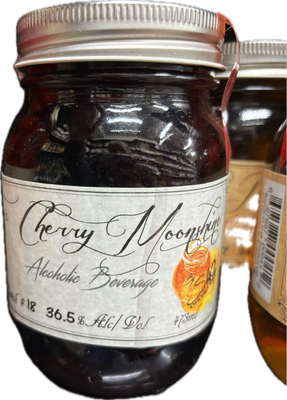 Cherry Moonshine
Alcoholic Beverage
#18 36.5% Alc/Vol
473ml